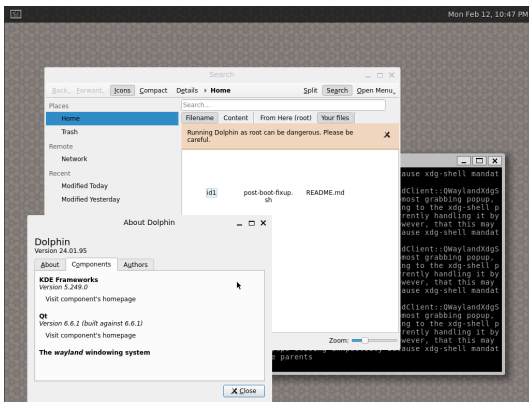 Mon Feb 12, 10:47 PM
Search
Back Forward Icons Compact Details Home Split Search Open Menu
Places
Home
Trash
Remote
Network
Recent
Modified Today
Modified Yesterday
Search...
Filename Content From Here (root) Your files
Running Dolphin as root can be dangerous. Please be
careful.
id1 post-boot-fixup.
sh
README.md
Zoom:
ause xdg-shell mandat
dClient::QWaylandXdgS
most grabbing popup,
ng to the xdg-shell p
rently handling it by
wever, that this may
ause xdg-shell mandat
dClient::QWaylandXdgS
most grabbing popup,
ng to the xdg-shell p
rently handling it by
wever, that this may
ause xdg-shell mandat
dClient::QWaylandXdgS
most grabbing popup,
ng to the xdg-shell p
rently handling it by
wever, that this may
ause xdg-shell mandat
parents
About Dolphin
Dolphin
Version 24.01.95
About Components Authors
KDE Frameworks
Version 5.249.0
Visit component's homepage
Qt
Version 6.6.1 (built against 6.6.1)
Visit component's homepage
The wayland windowing system
Close